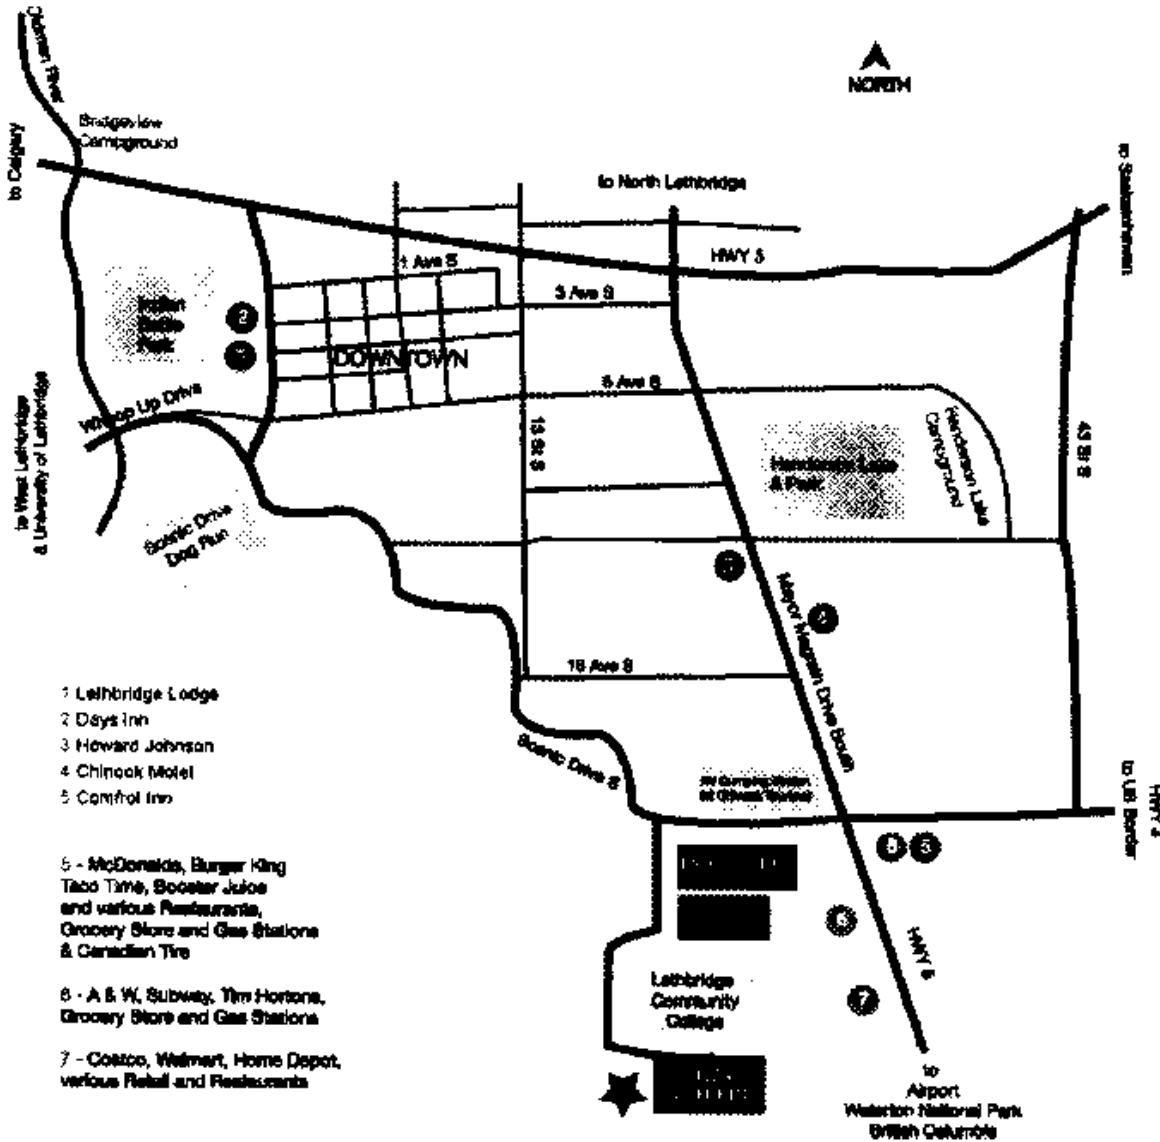 NORTH
Bridgeview
Campground
to Calgary
to North Lethbridge
to Saskatchewan
HWY 3
1 Ave S
3 Ave S
Indian
Battle
Park
2
DOWNTOWN
6 Ave S
Whoop Up Drive
to West Lethbridge
& University of Lethbridge
13 St S
Henderson Lake
& Park
Henderson Lake
Campground
43 St S
Scenic Drive
Dog Run
Mayor Magrath Drive South
16 Ave S
Scenic Drive S
1 Lethbridge Lodge
2 Days Inn
3 Howard Johnson
4 Chinook Motel
5 Comfrot Inn
to US Border
5 - McDonalds, Burger King
Taco Time, Booster Juice
and various Restaurants,
Grocery Store and Gas Stations
& Canadian Tire
6 - A & W, Subway, Tim Hortons,
Grocery Store and Gas Stations
7 - Costco, Walmart, Home Depot,
various Retail and Restaurants
HWY 5
7
Lethbridge
Community
College
to
Airport
Waterton National Park
British Columbia